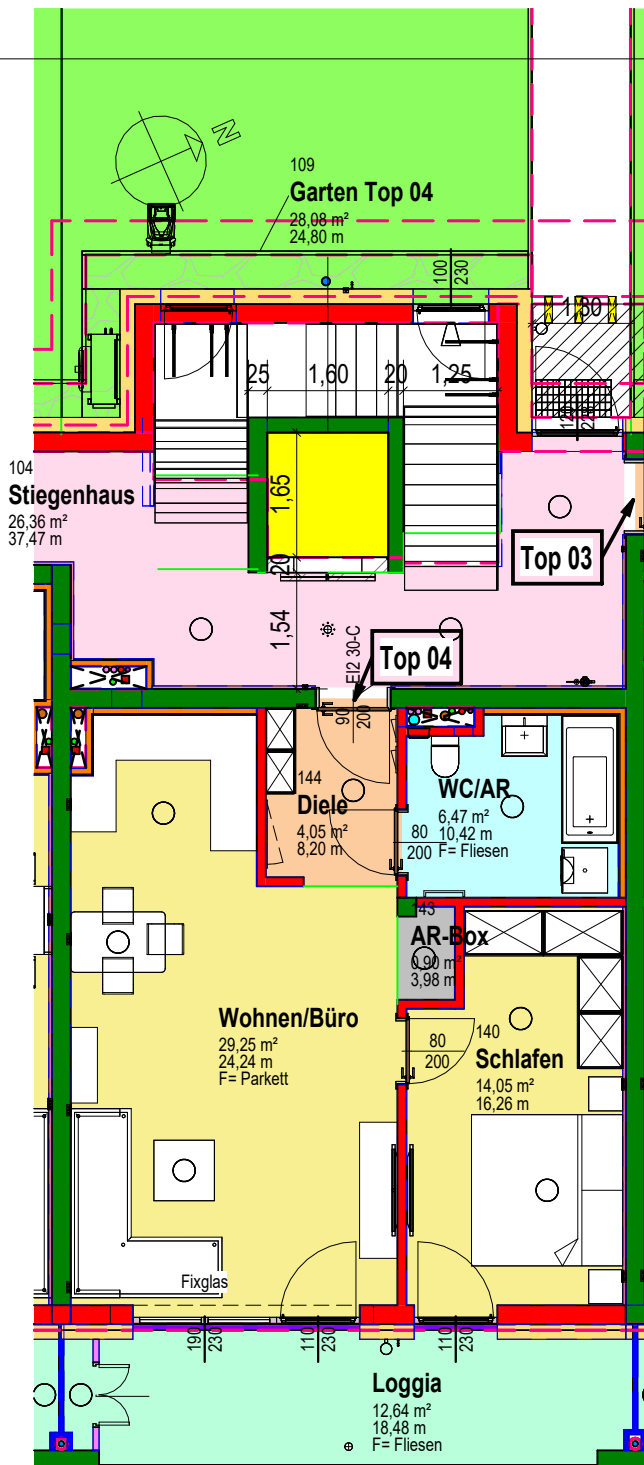 N
109
Garten Top 04
28,08 m²
24,80 m
100
230
1,80
25
1,60
20
1,25
120
104
Stiegenhaus
26,36 m²
37,47 m
1,65
20
1,54
Top 03
EI2 30-C
Top 04
90
200
144
Diele
4,05 m²
8,20 m
WC/AR
6,47 m²
10,42 m
F= Fliesen
80
200
143
AR-Box
0,90 m²
3,98 m
Wohnen/Büro
29,25 m²
24,24 m
F= Parkett
80
200
140
Schlafen
14,05 m²
16,26 m
Fixglas
190
230
110
230
110
230
Loggia
12,64 m²
18,48 m
F= Fliesen